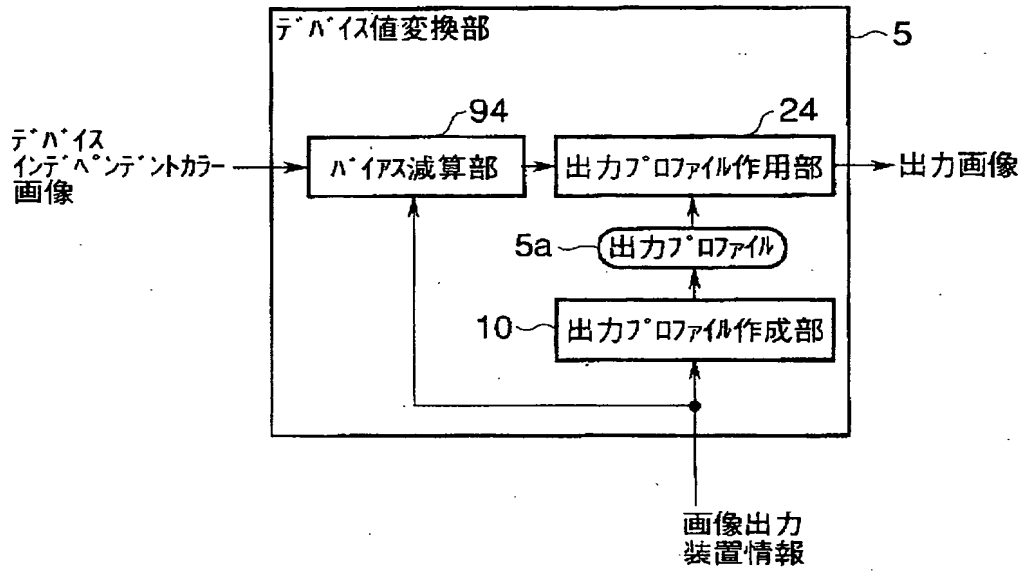 デバイス値変換部
5
94
24
デバイス
インデペンデントカラー
画像
バイアス減算部
出力プロファイル作用部
出力画像
5a
出力プロファイル
10
出力プロファイル作成部
画像出力
装置情報